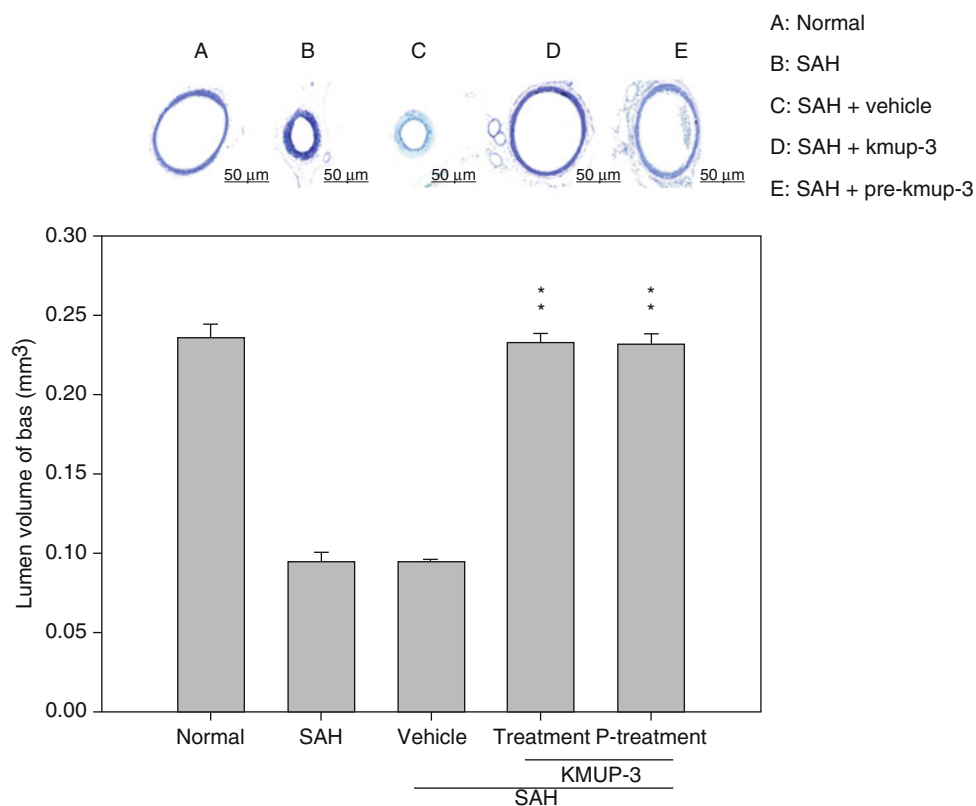 A B C D E
50 µm 50 µm 50 µm 50 µm 50 µm
A: Normal
B: SAH
C: SAH + vehicle
D: SAH + kmup-3
E: SAH + pre-kmup-3
Lumen volume of bas (mm³)
0.30
0.25
0.20
0.15
0.10
0.05
0.00
* *
* *
Normal SAH Vehicle Treatment P-treatment
KMUP-3
SAH